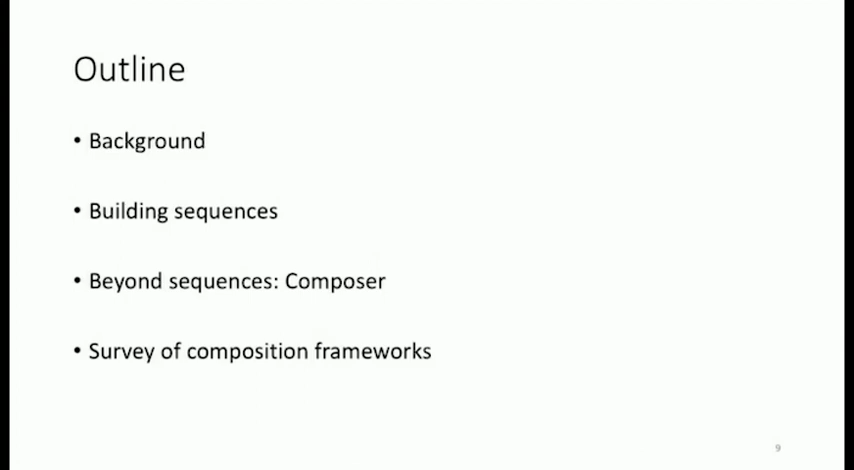 Outline
• Background
• Building sequences
• Beyond sequences: Composer
• Survey of composition frameworks
9